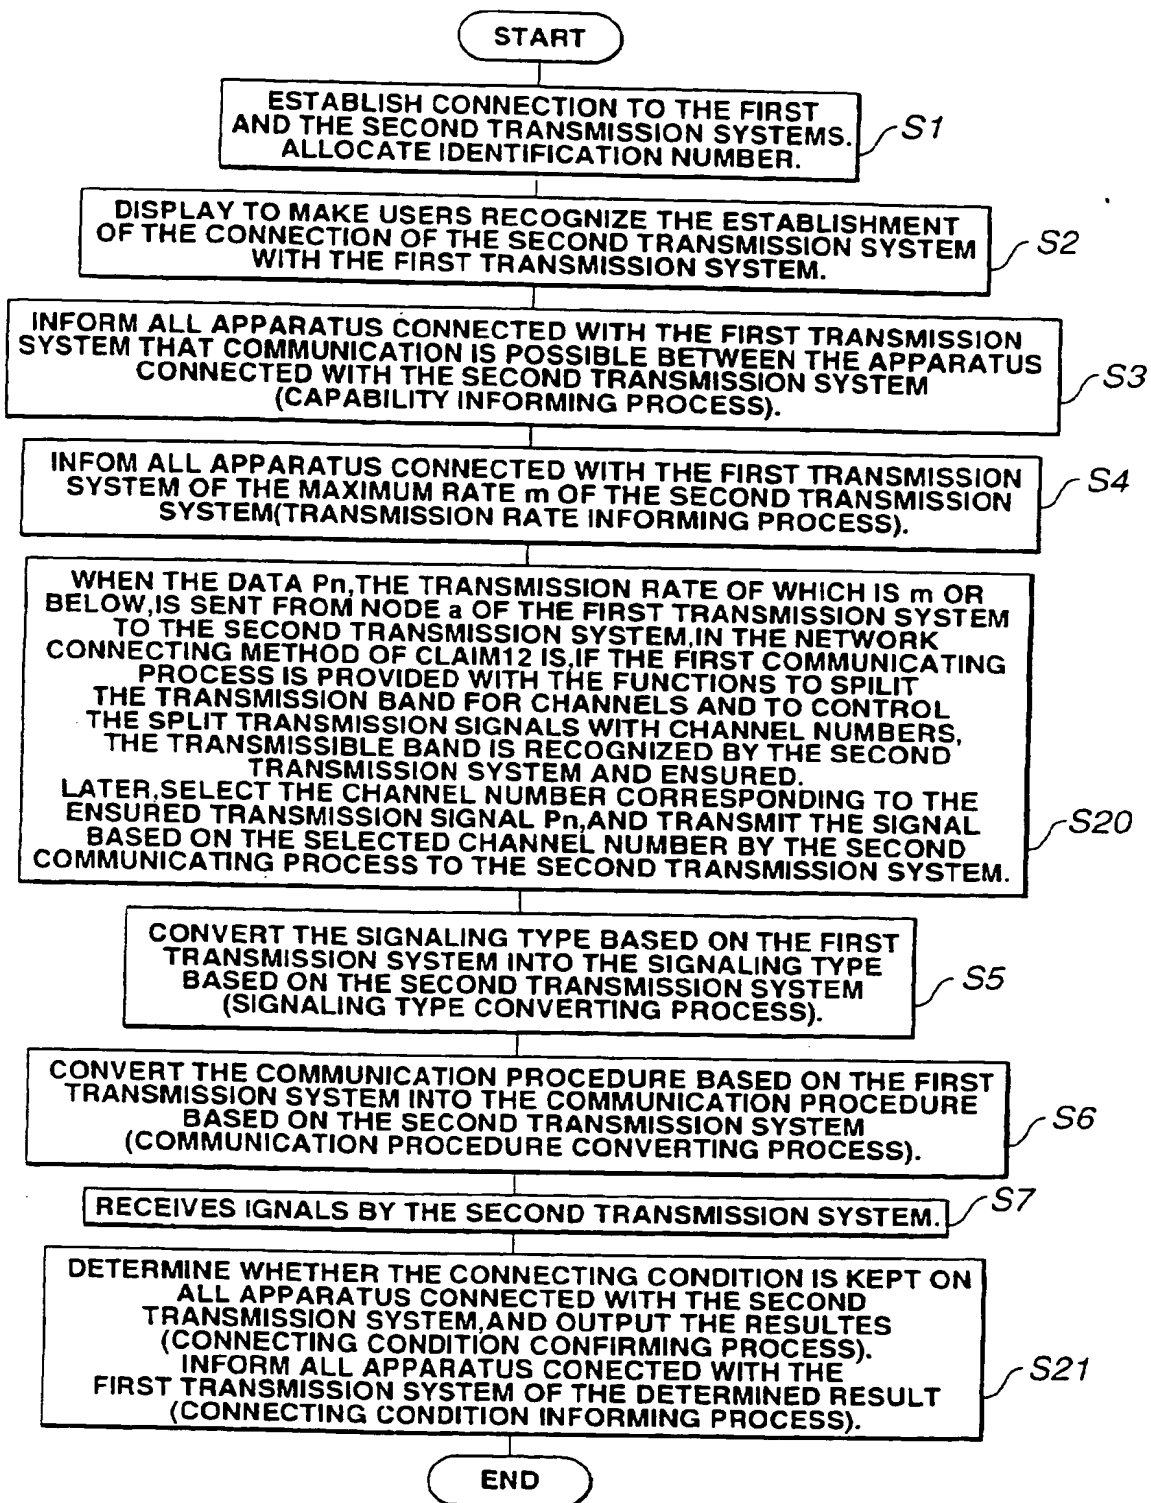 START
ESTABLISH CONNECTION TO THE FIRST
AND THE SECOND TRANSMISSION SYSTEMS.
ALLOCATE IDENTIFICATION NUMBER.
S1
DISPLAY TO MAKE USERS RECOGNIZE THE ESTABLISHMENT
OF THE CONNECTION OF THE SECOND TRANSMISSION SYSTEM
WITH THE FIRST TRANSMISSION SYSTEM.
S2
INFORM ALL APPARATUS CONNECTED WITH THE FIRST TRANSMISSION
SYSTEM THAT COMMUNICATION IS POSSIBLE BETWEEN THE APPARATUS
CONNECTED WITH THE SECOND TRANSMISSION SYSTEM
(CAPABILITY INFORMING PROCESS).
S3
INFOM ALL APPARATUS CONNECTED WITH THE FIRST TRANSMISSION
SYSTEM OF THE MAXIMUM RATE m OF THE SECOND TRANSMISSION
SYSTEM(TRANSMISSION RATE INFORMING PROCESS).
S4
WHEN THE DATA Pn,THE TRANSMISSION RATE OF WHICH IS m OR
BELOW,IS SENT FROM NODE a OF THE FIRST TRANSMISSION SYSTEM
TO THE SECOND TRANSMISSION SYSTEM,IN THE NETWORK
CONNECTING METHOD OF CLAIM12 IS,IF THE FIRST COMMUNICATING
PROCESS IS PROVIDED WITH THE FUNCTIONS TO SPILIT
THE TRANSMISSION BAND FOR CHANNELS AND TO CONTROL
THE SPLIT TRANSMISSION SIGNALS WITH CHANNEL NUMBERS,
THE TRANSMISSIBLE BAND IS RECOGNIZED BY THE SECOND
TRANSMISSION SYSTEM AND ENSURED.
LATER,SELECT THE CHANNEL NUMBER CORRESPONDING TO THE
ENSURED TRANSMISSION SIGNAL Pn,AND TRANSMIT THE SIGNAL
BASED ON THE SELECTED CHANNEL NUMBER BY THE SECOND
COMMUNICATING PROCESS TO THE SECOND TRANSMISSION SYSTEM.
S20
CONVERT THE SIGNALING TYPE BASED ON THE FIRST
TRANSMISSION SYSTEM INTO THE SIGNALING TYPE
BASED ON THE SECOND TRANSMISSION SYSTEM
(SIGNALING TYPE CONVERTING PROCESS).
S5
CONVERT THE COMMUNICATION PROCEDURE BASED ON THE FIRST
TRANSMISSION SYSTEM INTO THE COMMUNICATION PROCEDURE
BASED ON THE SECOND TRANSMISSION SYSTEM
(COMMUNICATION PROCEDURE CONVERTING PROCESS).
S6
RECEIVES IGNALS BY THE SECOND TRANSMISSION SYSTEM.
S7
DETERMINE WHETHER THE CONNECTING CONDITION IS KEPT ON
ALL APPARATUS CONNECTED WITH THE SECOND
TRANSMISSION SYSTEM,AND OUTPUT THE RESULTES
(CONNECTING CONDITION CONFIRMING PROCESS).
INFORM ALL APPARATUS CONECTED WITH THE
FIRST TRANSMISSION SYSTEM OF THE DETERMINED RESULT
(CONNECTING CONDITION INFORMING PROCESS).
S21
END